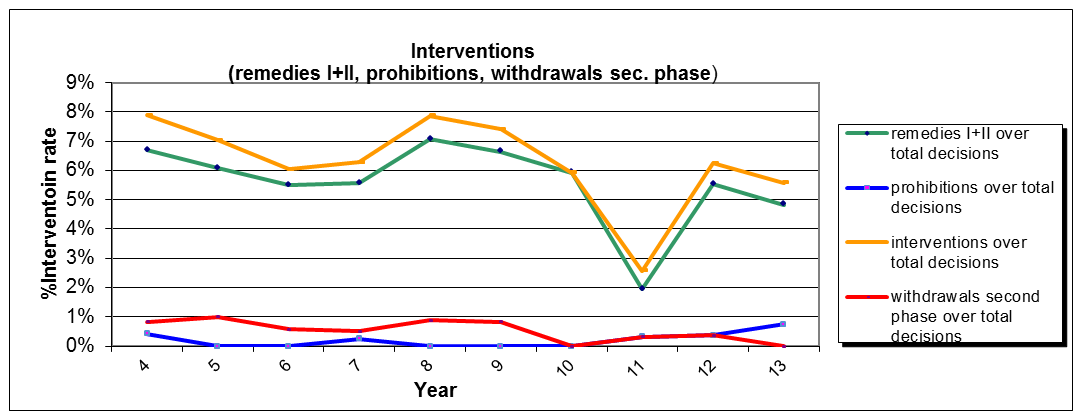 Interventions
(remedies I+II, prohibitions, withdrawals sec. phase)
%Interventoin rate
9%
8%
7%
6%
5%
4%
3%
2%
1%
0%
4
5
6
7
8
9
10
11
12
13
Year
remedies I+II over
total decisions
prohibitions over total
decisions
interventions over
total decisions
withdrawals second
phase over total
decisions